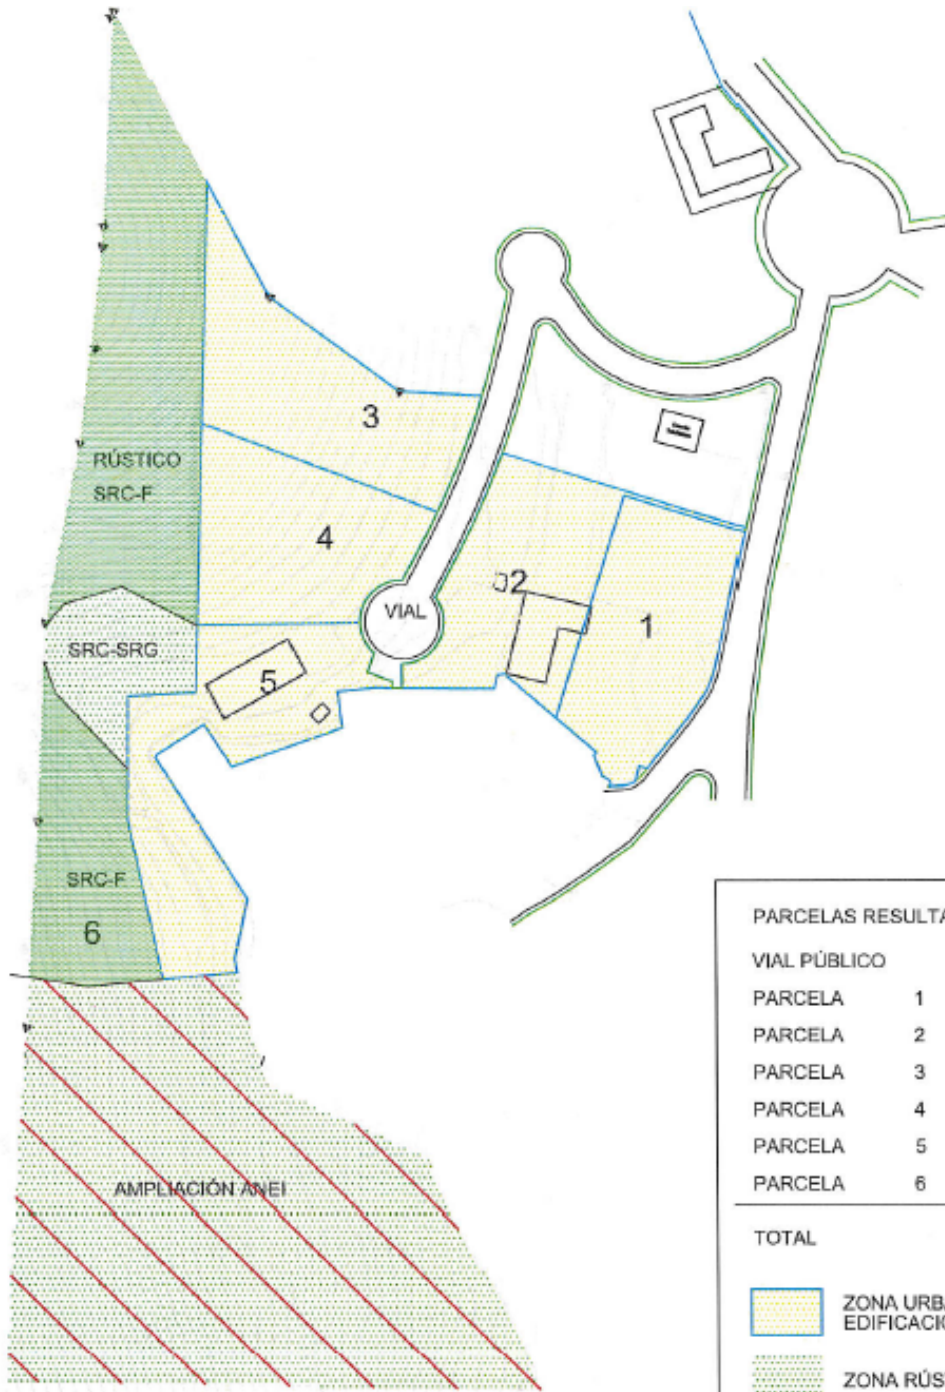 3
RÚSTICO
SRC-F
4
2
VIAL
1
SRC-SRG
5
SRC-F
6
AMPLIACIÓN ANEI
PARCELAS RESULTA
VIAL PÚBLICO
PARCELA 1
PARCELA 2
PARCELA 3
PARCELA 4
PARCELA 5
PARCELA 6
TOTAL
ZONA URBA
EDIFICACIO
ZONA RÚS